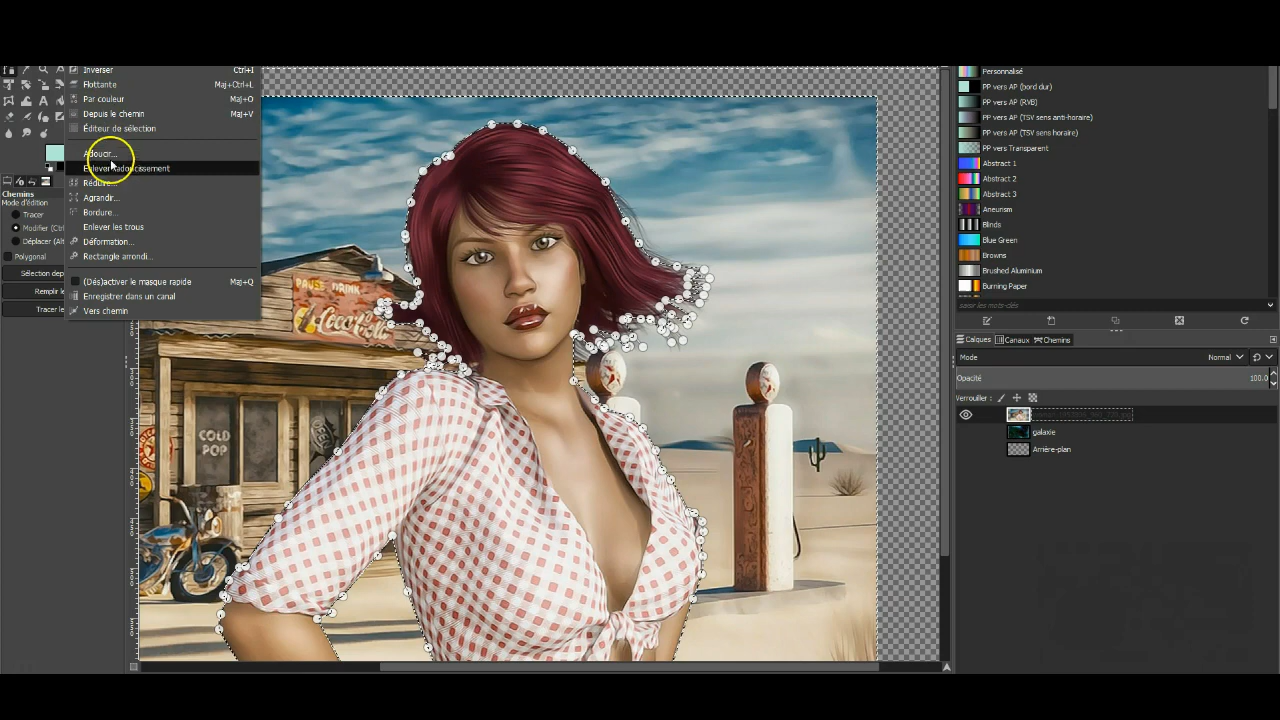 Inverser Ctrl+I
Flottante Maj+Ctrl+L
Par couleur Maj+O
Depuis le chemin Maj+V
Éditeur de sélection
Adoucir...
Enlever l'adoucissement
Réduire...
Agrandir...
Bordure...
Enlever les trous
Déformation...
Rectangle arrondi...
(Dés)activer le masque rapide Maj+Q
Enregistrer dans un canal
Vers chemin
Chemins
Mode d'édition
Tracer
Modifier (Ctrl
Déplacer (Alt
Polygonal
Sélection dep
Remplir le
Tracer le
PAUSE DRINK
Coca-Cola
COLD
POP
Personnalisé
PP vers AP (bord dur)
PP vers AP (RVB)
PP vers AP (TSV sens anti-horaire)
PP vers AP (TSV sens horaire)
PP vers Transparent
Abstract 1
Abstract 2
Abstract 3
Aneurism
Blinds
Blue Green
Browns
Brushed Aluminium
Burning Paper
saisir les mots-clés
Calques Canaux Chemins
Mode Normal
Opacité 100.0
Verrouiller :
galaxie
Arrière-plan